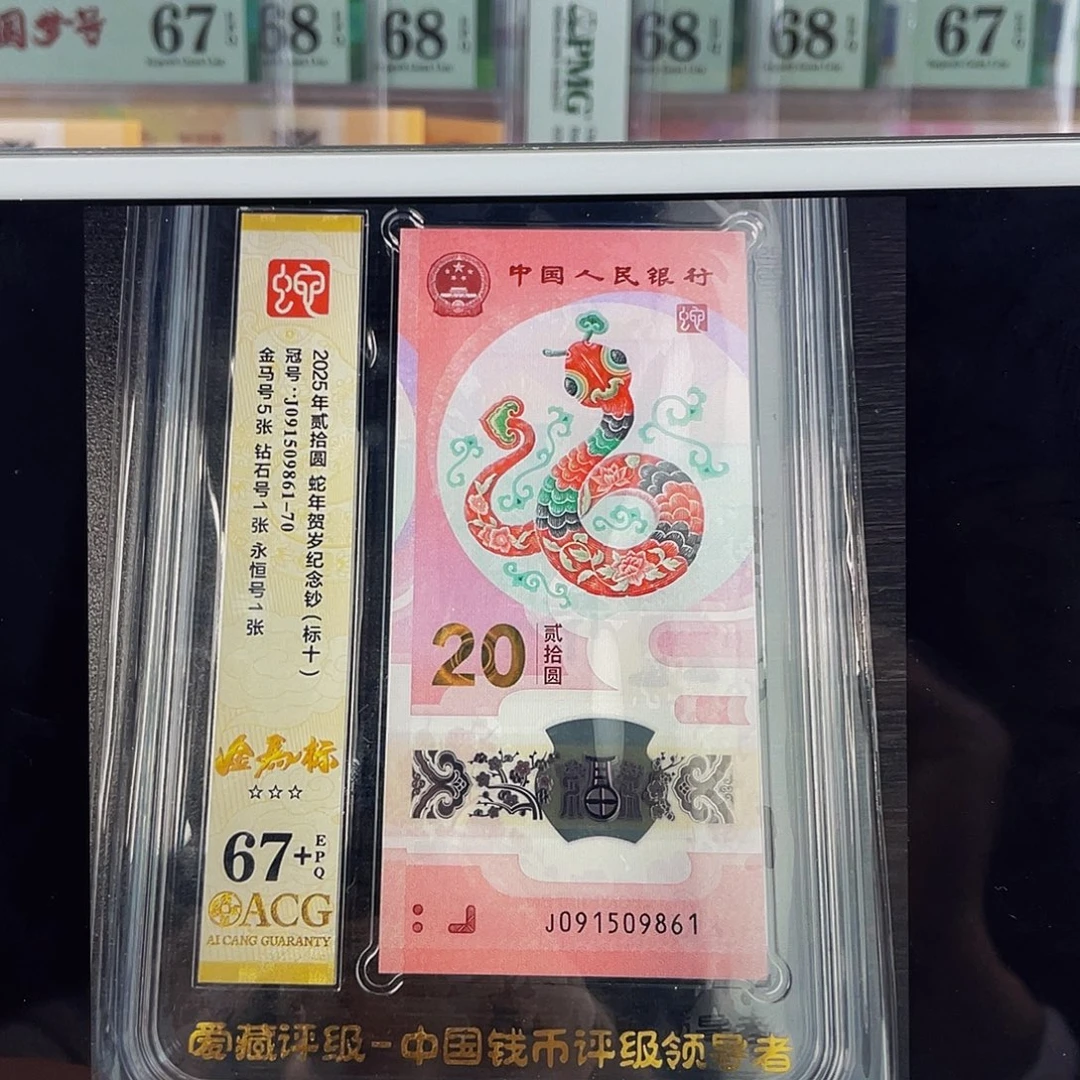 圆梦号
67
68
68
PMG
68
68
67
蛇
2025年贰拾圆 蛇年贺岁纪念钞(标十)
冠号:J091509861-70
金马号5张 钻石号1张 永恒号1张
金马标
☆☆☆
67+EPQ
ACG
AI CANG GUARANTY
中国人民银行
蛇
20
贰拾圆
J091509861
爱藏评级-中国钱币评级领导者